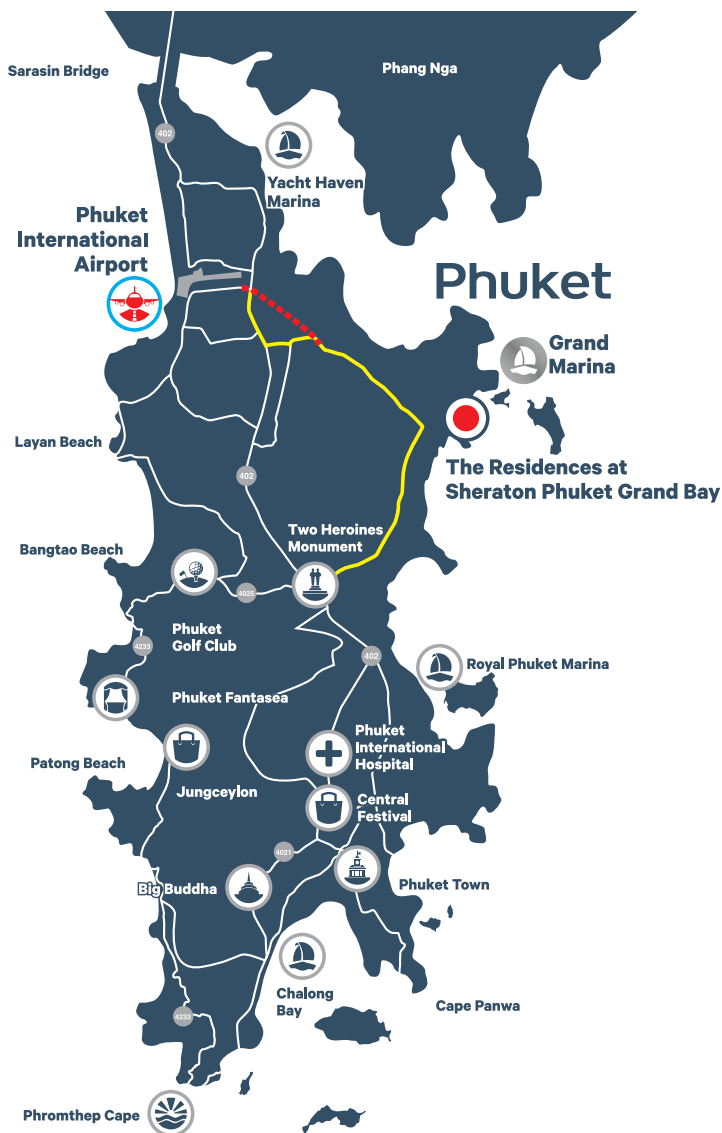 Sarasin Bridge
Phang Nga
402
Yacht Haven
Marina
Phuket
International
Airport
Phuket
Grand
Marina
The Residences at
Sheraton Phuket Grand Bay
Layan Beach
402
Two Heroines
Monument
Bangtao Beach
4025
Phuket
Golf Club
4233
402
Royal Phuket Marina
Phuket Fantasea
Phuket
International
Hospital
Patong Beach
Jungceylon
Central
Festival
4021
Big Buddha
Phuket Town
Chalong
Bay
Cape Panwa
4233
Phromthep Cape